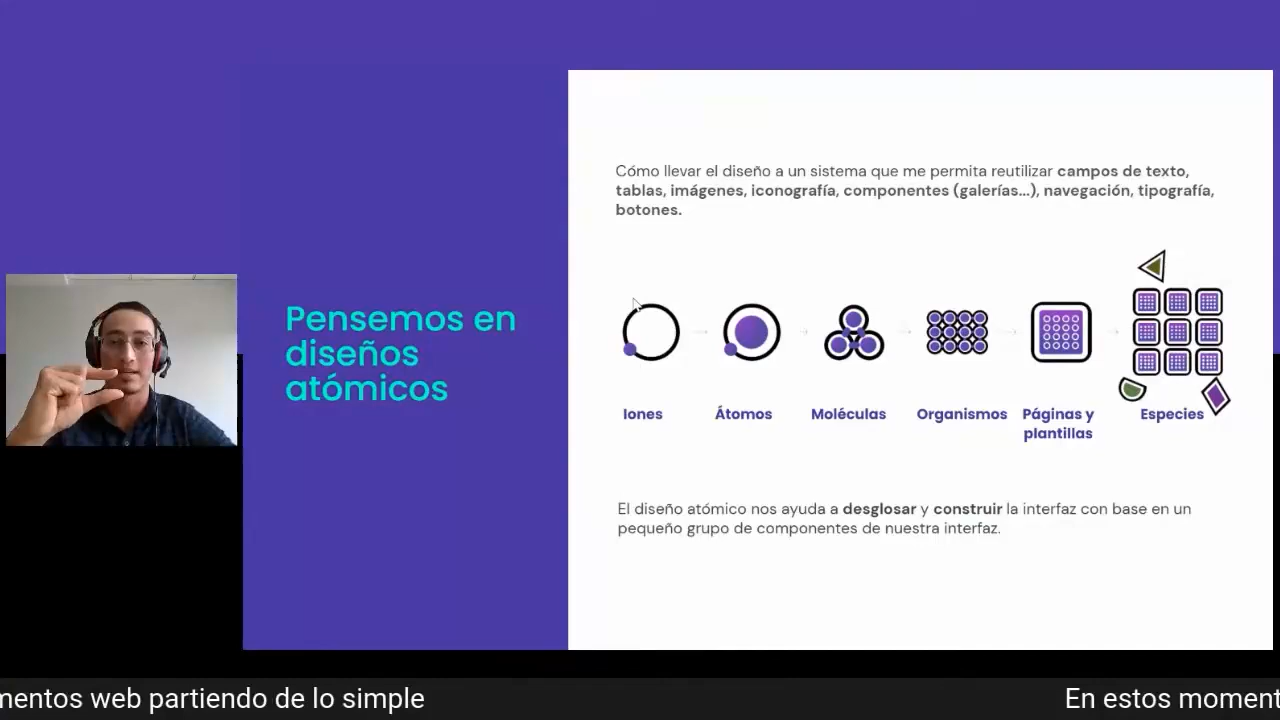 Cómo llevar el diseño a un sistema que me permita reutilizar campos de texto,
tablas, imágenes, iconografía, componentes (galerías...), navegación, tipografía,
botones.
Pensemos en
diseños
atómicos
Iones
Átomos
Moléculas
Organismos
Páginas y
plantillas
Especies
El diseño atómico nos ayuda a desglosar y construir la interfaz con base en un
pequeño grupo de componentes de nuestra interfaz.
mentos web partiendo de lo simple
En estos moment